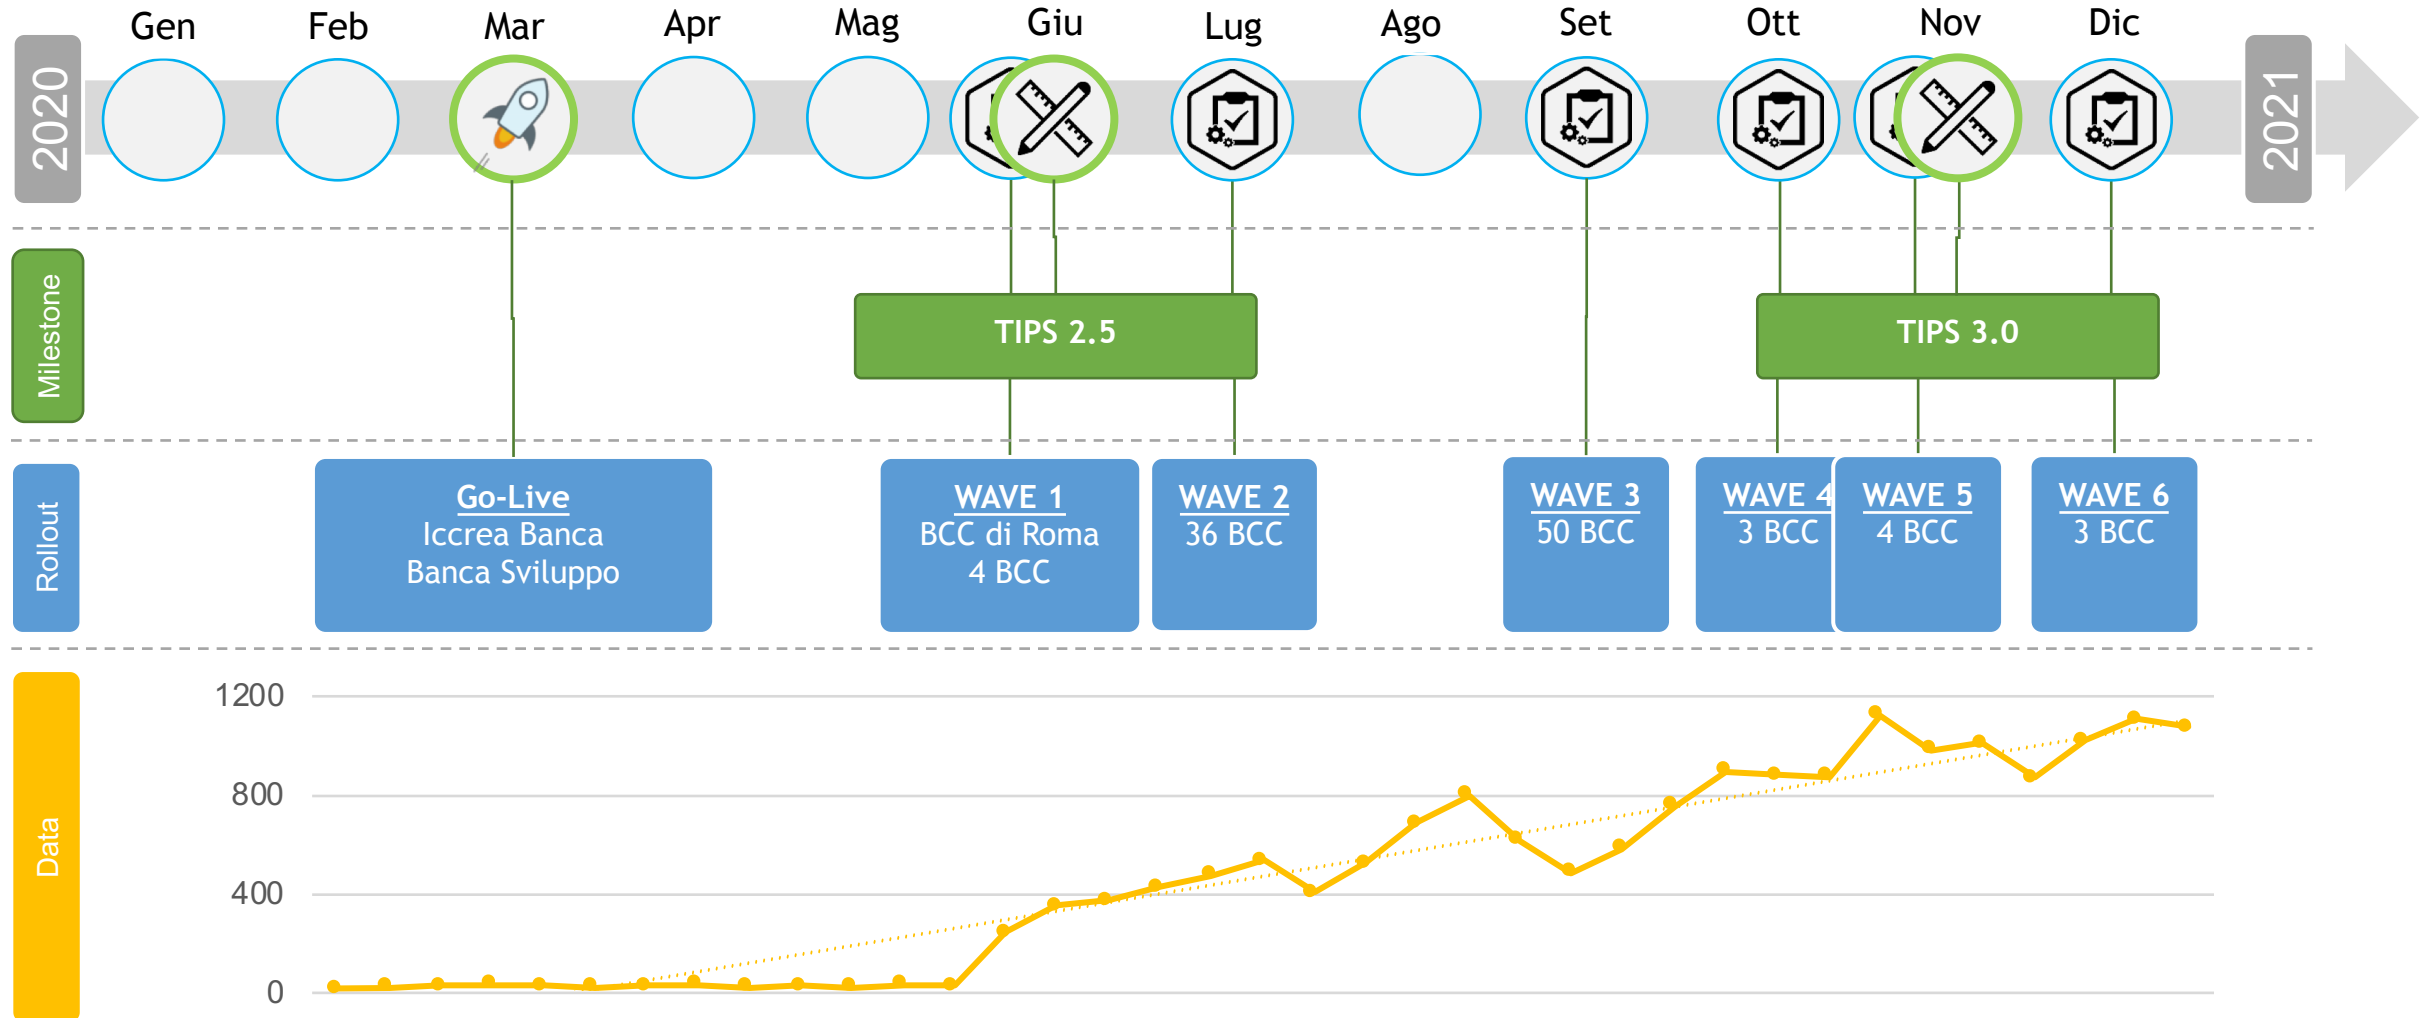 Gen Feb Mar Apr Mag Giu Lug Ago Set Ott Nov Dic
2020
2021
Milestone
TIPS 2.5
TIPS 3.0
Rollout
Go-Live
Iccrea Banca
Banca Sviluppo
WAVE 1
BCC di Roma
4 BCC
WAVE 2
36 BCC
WAVE 3
50 BCC
WAVE 4
3 BCC
WAVE 5
4 BCC
WAVE 6
3 BCC
Data
1200
800
400
0